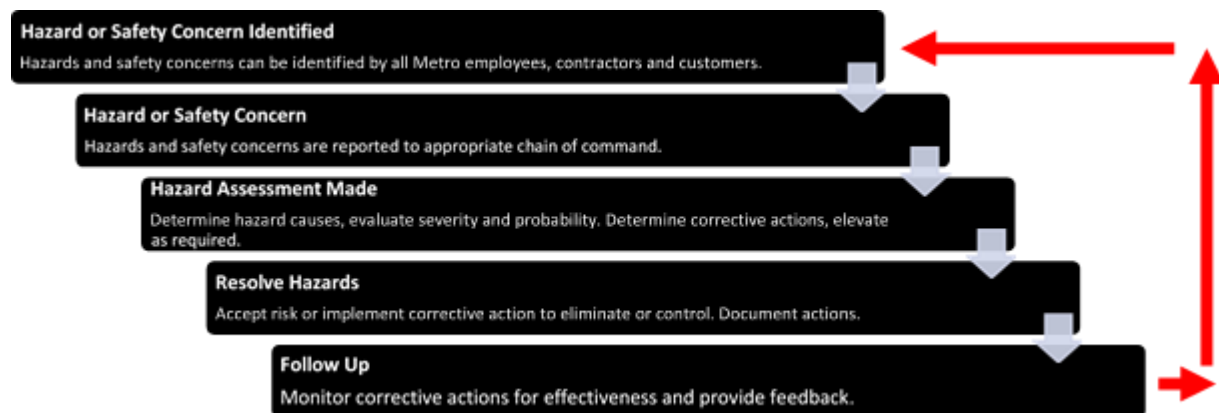 Hazard or Safety Concern Identified
Hazards and safety concerns can be identified by all Metro employees, contractors and customers.
Hazard or Safety Concern
Hazards and safety concerns are reported to appropriate chain of command.
Hazard Assessment Made
Determine hazard causes, evaluate severity and probability. Determine corrective actions, elevate
as required.
Resolve Hazards
Accept risk or implement corrective action to eliminate or control. Document actions.
Follow Up
Monitor corrective actions for effectiveness and provide feedback.